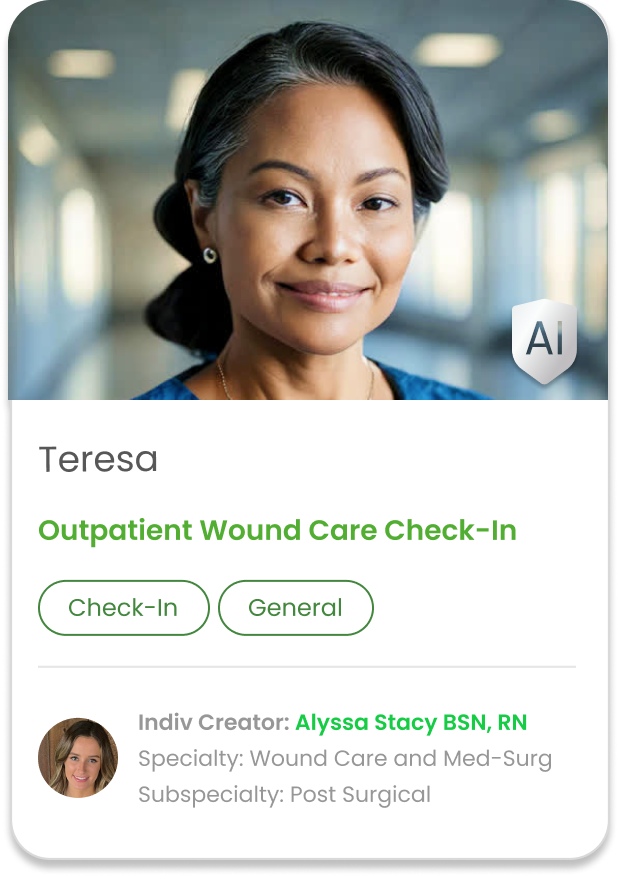 AI
Teresa
Outpatient Wound Care Check-In
Check-In
General
Indiv Creator: Alyssa Stacy BSN, RN
Specialty: Wound Care and Med-Surg
Subspecialty: Post Surgical